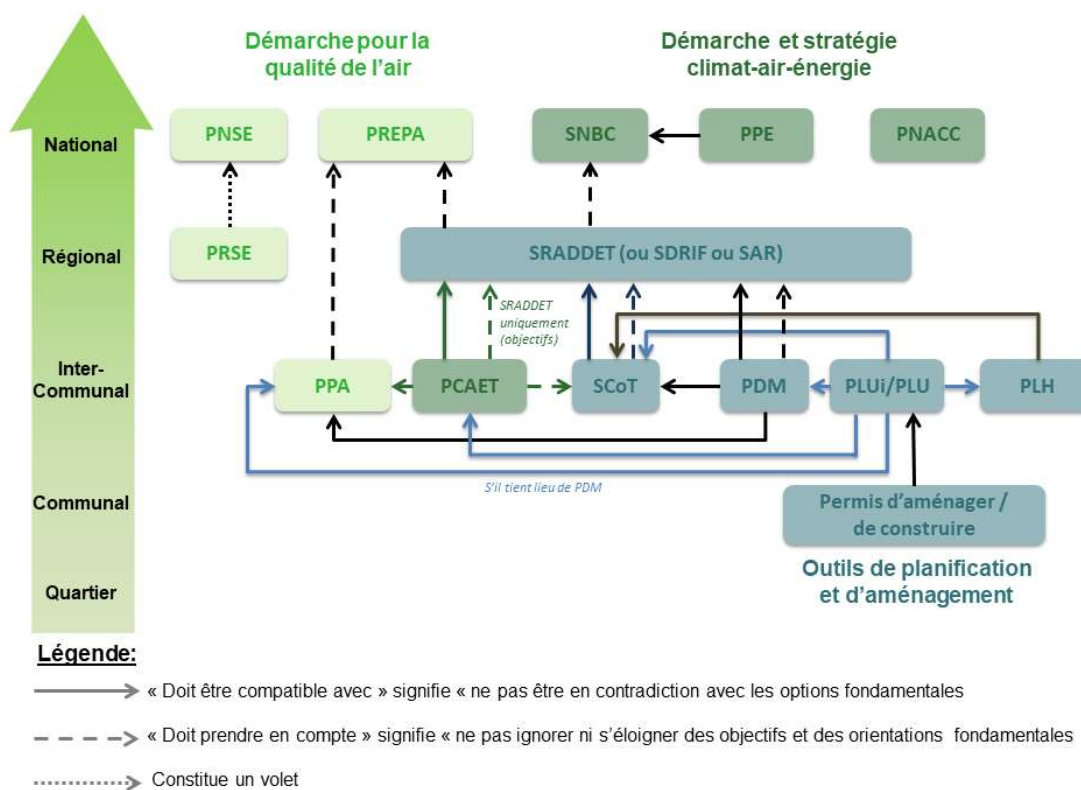 Démarche pour la
qualité de l'air
Démarche et stratégie
climat-air-énergie
National
PNSE
PREPA
SNBC
PPE
PNACC
Régional
PRSE
SRADDET (ou SDRIF ou SAR)
SRADDET
uniquement
(objectifs)
Inter-
Communal
PPA
PCAET
SCoT
PDM
PLUi/PLU
PLH
S'il tient lieu de PDM
Communal
Permis d'aménager /
de construire
Quartier
Outils de planification
et d'aménagement
Légende:
« Doit être compatible avec » signifie « ne pas être en contradiction avec les options fondamentales
« Doit prendre en compte » signifie « ne pas ignorer ni s'éloigner des objectifs et des orientations fondamentales
Constitue un volet